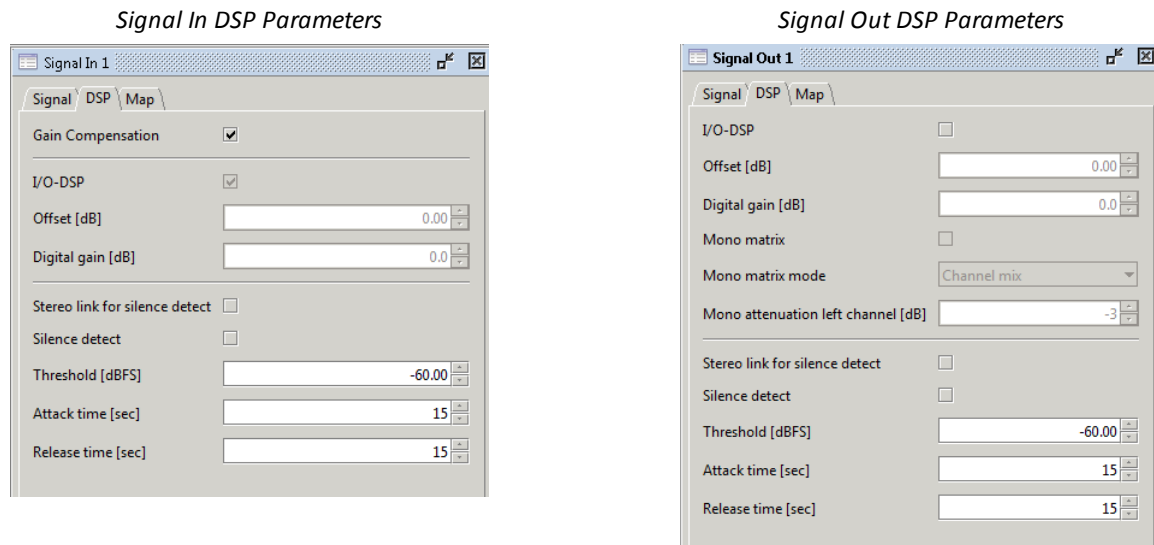 Signal In DSP Parameters
Signal In 1
Signal DSP Map
Gain Compensation
I/O-DSP
Offset [dB] 0.00
Digital gain [dB] 0.0
Stereo link for silence detect
Silence detect
Threshold [dBFS] -60.00
Attack time [sec] 15
Release time [sec] 15
Signal Out DSP Parameters
Signal Out 1
Signal DSP Map
I/O-DSP
Offset [dB] 0.00
Digital gain [dB] 0.0
Mono matrix
Mono matrix mode Channel mix
Mono attenuation left channel [dB] -3
Stereo link for silence detect
Silence detect
Threshold [dBFS] -60.00
Attack time [sec] 15
Release time [sec] 15